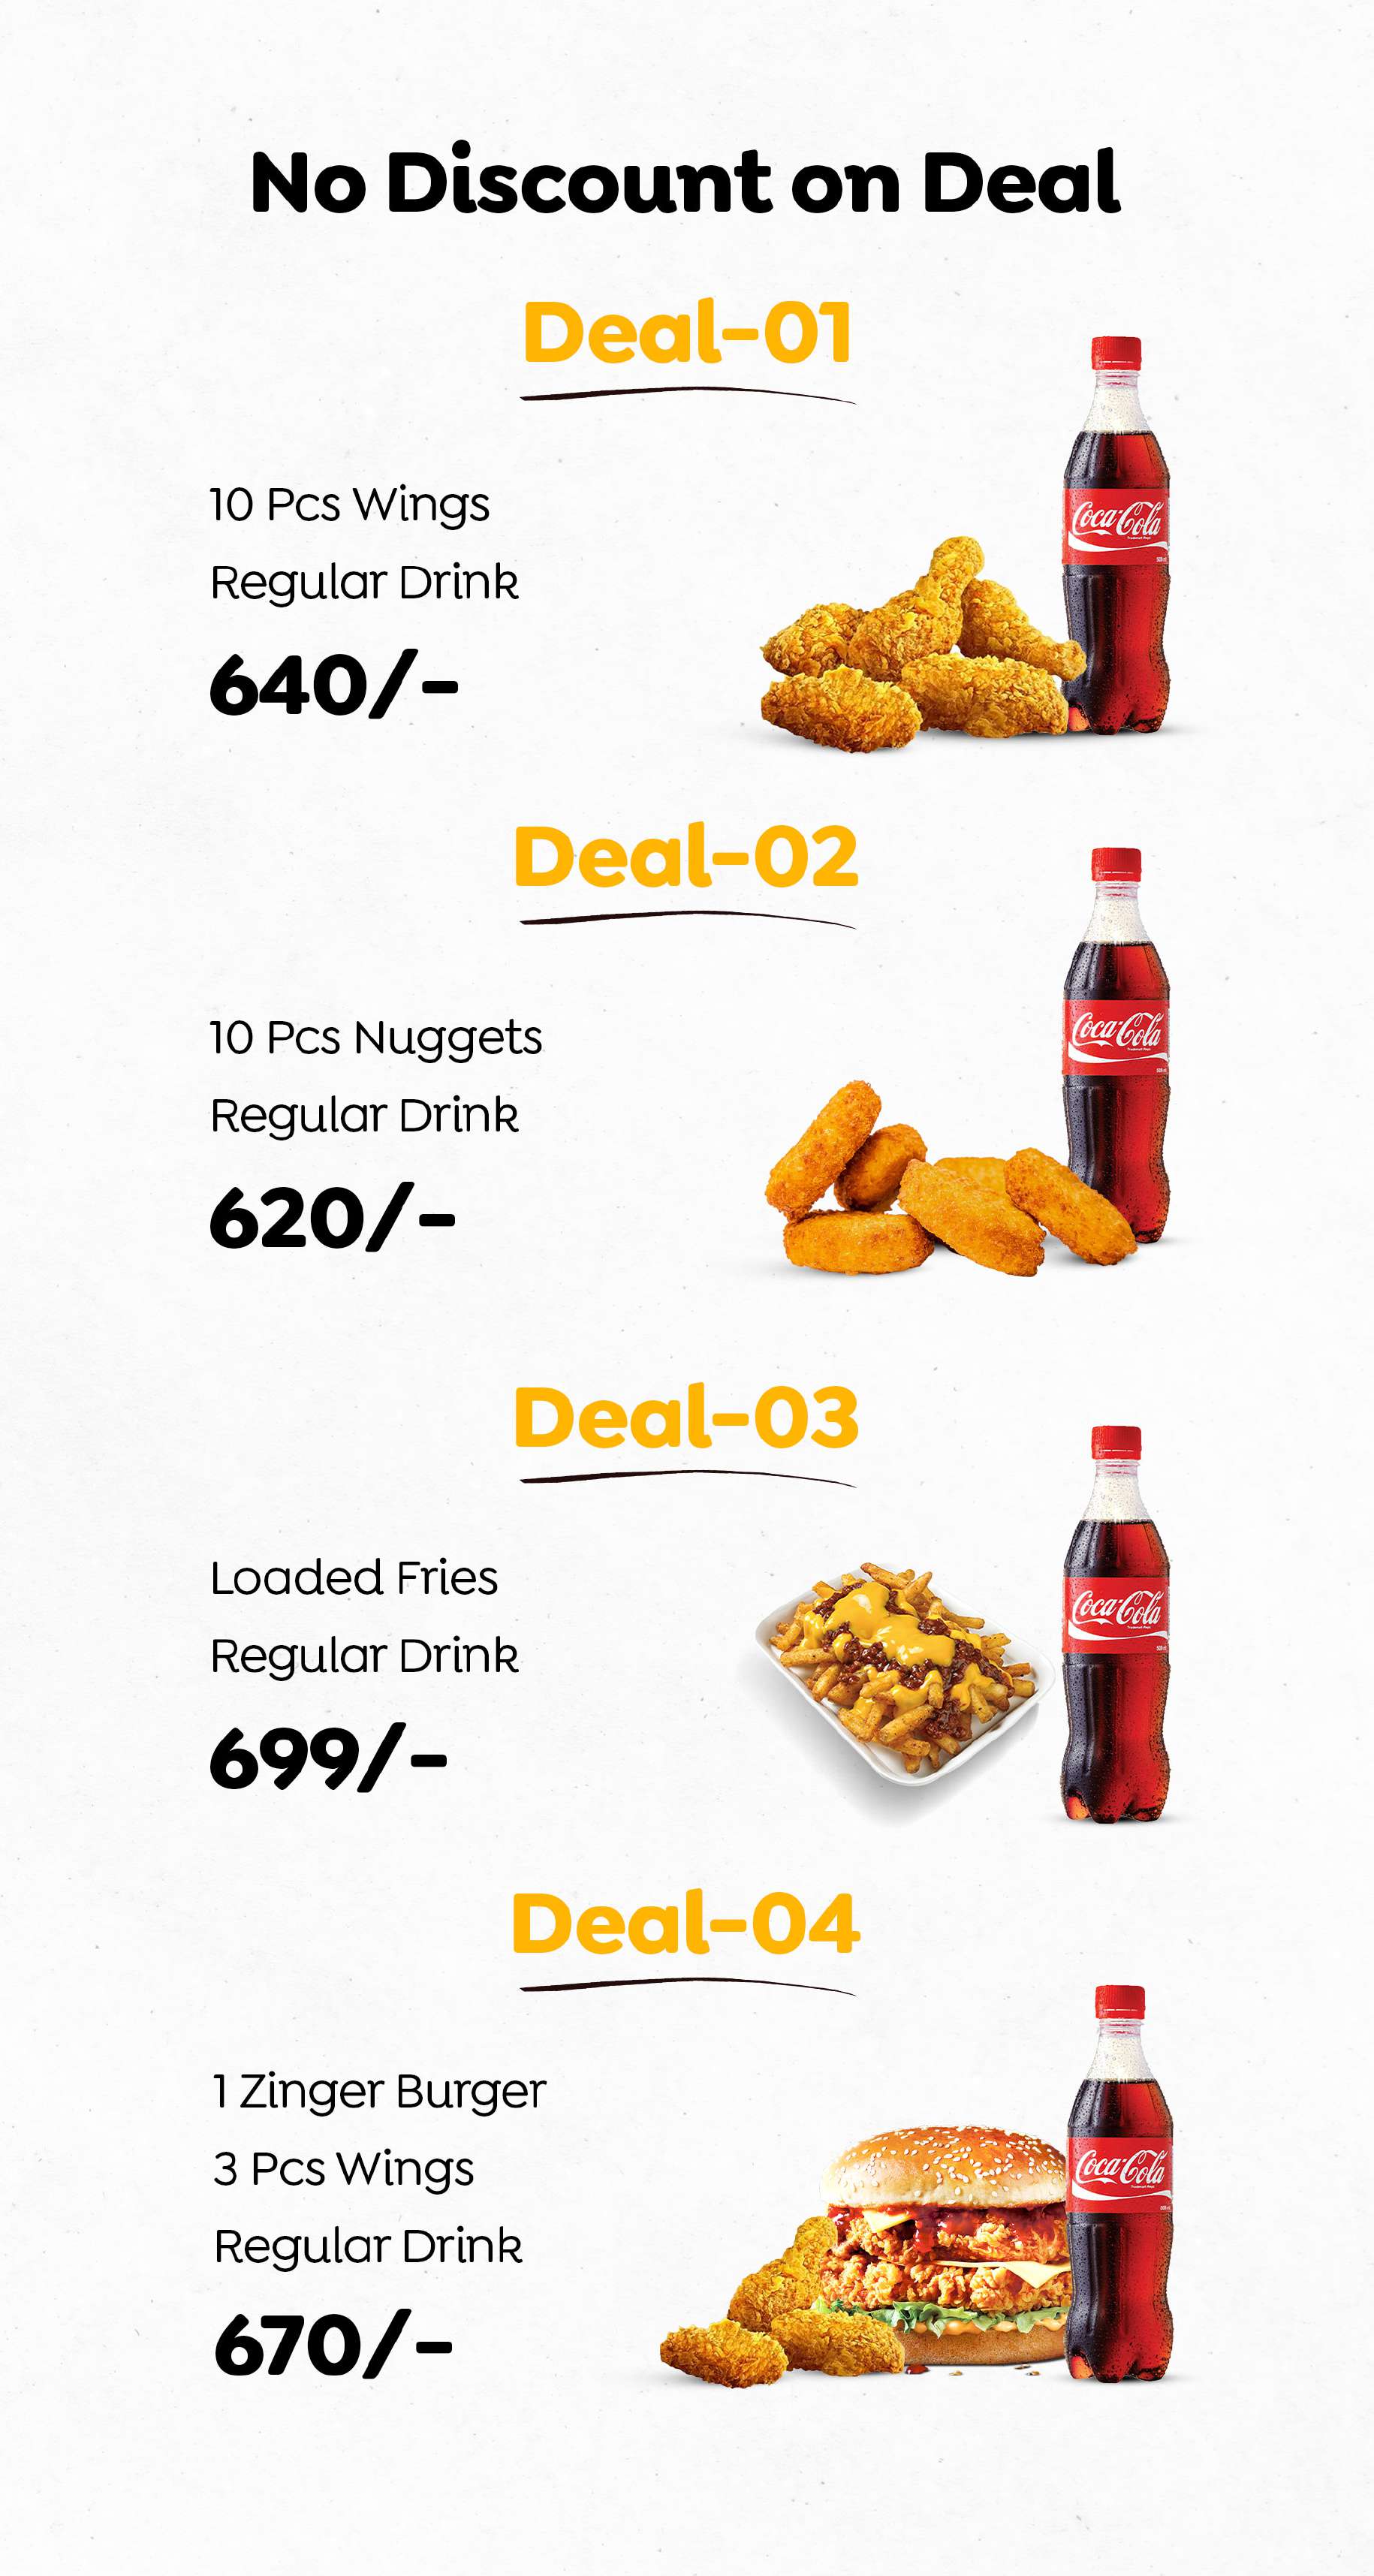 No Discount on Deal
Deal-01
10 Pcs Wings
Regular Drink
640/-
Coca-Cola
Deal-02
10 Pcs Nuggets
Regular Drink
620/-
Coca-Cola
Deal-03
Loaded Fries
Regular Drink
699/-
Coca-Cola
Deal-04
1 Zinger Burger
3 Pcs Wings
Regular Drink
670/-
Coca-Cola